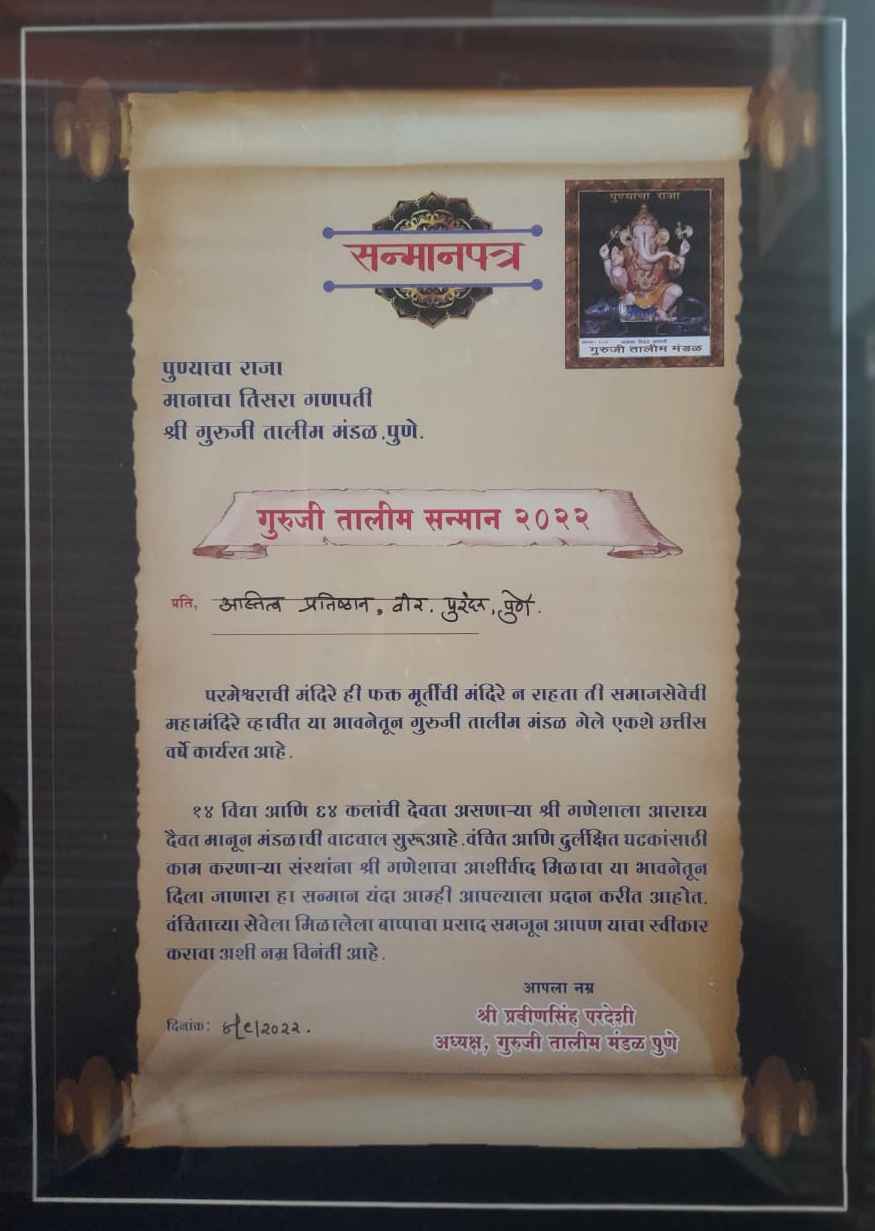 सन्मानपत्र
पुण्याचा राजा
गुरुजी तालीम मंडळ
पुण्याचा राजा
मानाचा तिसरा गणपती
श्री गुरुजी तालीम मंडळ.पुणे.
गुरुजी तालीम सन्मान २०२२
प्रति, अस्तित्व प्रतिष्ठान, वीर. पुरंदर, पुणे.
परमेश्वराची मंदिरे ही फक्त मूर्तीची मंदिरे न राहता ती समाजसेवेची
महामंदिरे व्हावीत या भावनेतून गुरुजी तालीम मंडळ गेले एकशे छत्तीस
वर्षे कार्यरत आहे.
१४ विद्या आणि ६४ कलांची देवता असणाऱ्या श्री गणेशाला आराध्य
दैवत मानून मंडळाची वाटचाल सुरूआहे.वंचित आणि दुर्लक्षित घटकांसाठी
काम करणाऱ्या संस्थांना श्री गणेशाचा आशीर्वाद मिळावा या भावनेतून
दिला जाणारा हा सन्मान यंदा आम्ही आपल्याला प्रदान करीत आहोत.
वंचिताच्या सेवेला मिळालेला बाप्पाचा प्रसाद समजून आपण याचा स्वीकार
करावा अशी नम्र विनंती आहे.
आपला नम्र
श्री प्रवीणसिंह परदेशी
दिनांक:
अध्यक्ष, गुरुजी तालीम मंडळ पुणे